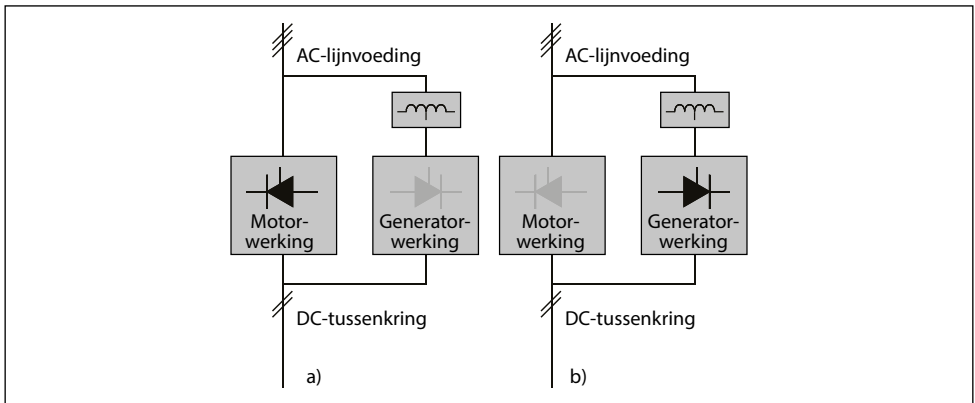 AC-lijnvoeding
Motor-
werking
Generator-
werking
DC-tussenkring
a)
AC-lijnvoeding
Motor-
werking
Generator-
werking
DC-tussenkring
b)